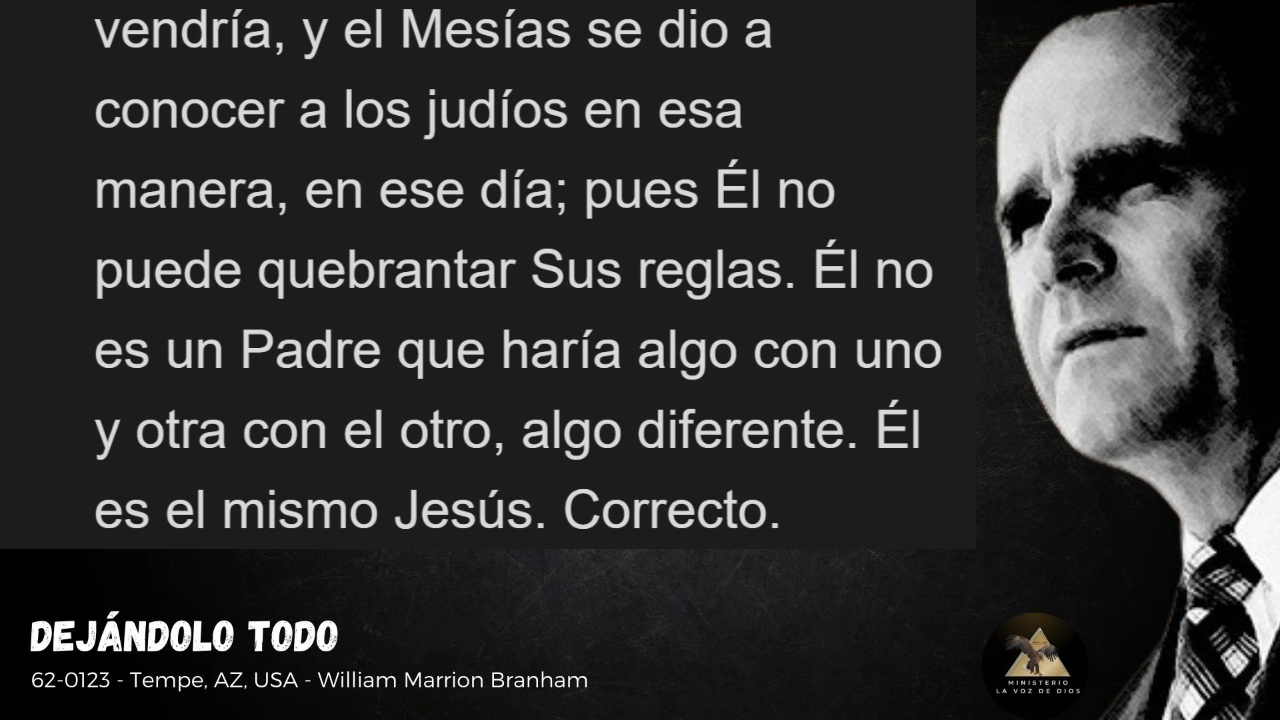 vendría, y el Mesías se dio a
conocer a los judíos en esa
manera, en ese día; pues Él no
puede quebrantar Sus reglas. Él no
es un Padre que haría algo con uno
y otra con el otro, algo diferente. Él
es el mismo Jesús. Correcto.
DEJÁNDOLO TODO
62-0123 - Tempe, AZ, USA - William Marrion Branham
MINISTERIO
LA VOZ DE DIOS